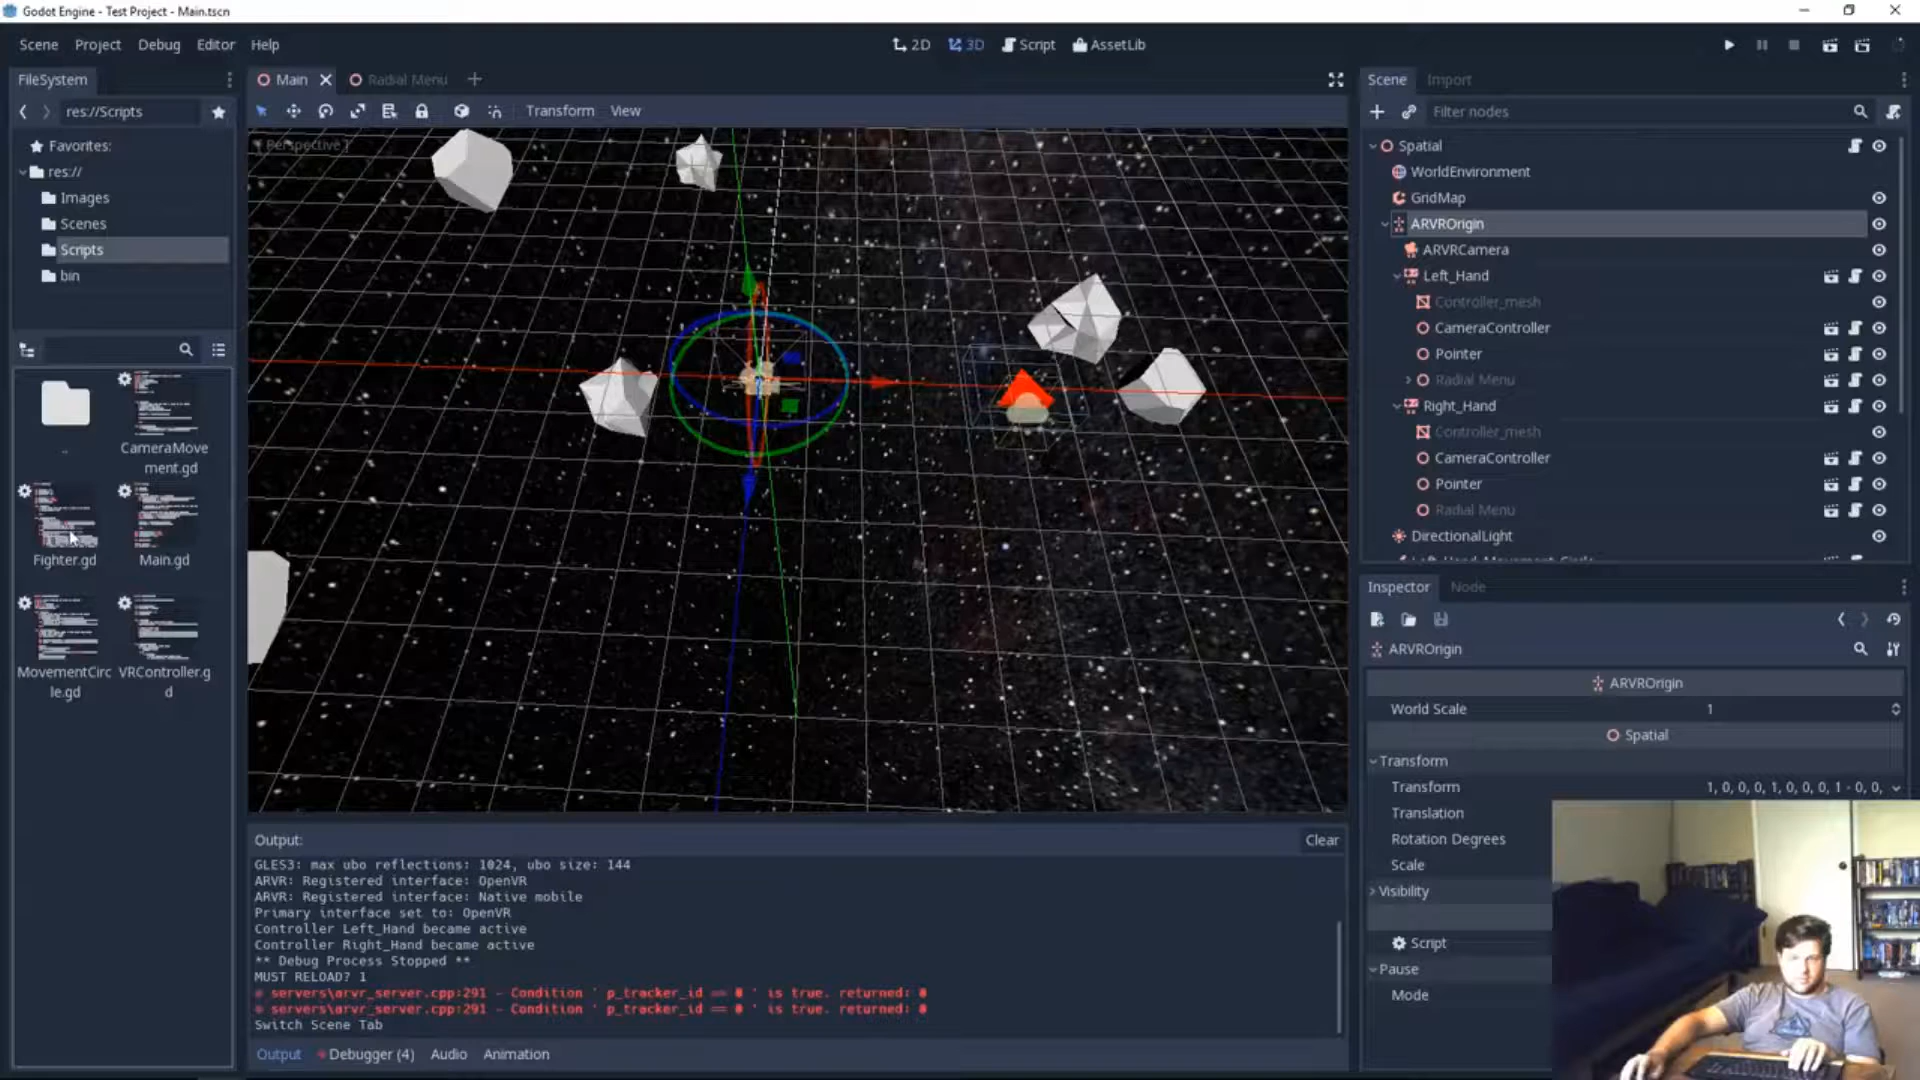 Godot Engine - Test Project - Main.tscn
Scene Project Debug Editor Help
2D 3D Script AssetLib
FileSystem
Main
Radial Menu
Scene Import
res://Scripts
Transform View
Filter nodes
Perspective
Favorites:
res://
Images
Scenes
Scripts
bin
..
CameraMove
ment.gd
Fighter.gd
Main.gd
MovementCirc
le.gd
VRController.g
d
Spatial
WorldEnvironment
GridMap
ARVROrigin
ARVRCamera
Left_Hand
Controller_mesh
CameraController
Pointer
Radial Menu
Right_Hand
Controller_mesh
CameraController
Pointer
Radial Menu
DirectionalLight
Left_Hand_Movement_Circle
Inspector Node
ARVROrigin
ARVROrigin
World Scale 1
Spatial
Transform
Transform 1, 0, 0, 0, 1, 0, 0, 0, 1 - 0, 0,
Translation
Rotation Degrees
Scale
Visibility
Script
Pause
Mode
Output: Clear
GLES3: max ubo reflections: 1024, ubo size: 144
ARVR: Registered interface: OpenVR
ARVR: Registered interface: Native mobile
Primary interface set to: OpenVR
Controller Left_Hand became active
Controller Right_Hand became active
** Debug Process Stopped **
MUST RELOAD? 1
servers\arvr_server.cpp:291 - Condition ' p_tracker_id == 0 ' is true. returned: 0
servers\arvr_server.cpp:291 - Condition ' p_tracker_id == 0 ' is true. returned: 0
Switch Scene Tab
Output Debugger (4) Audio Animation